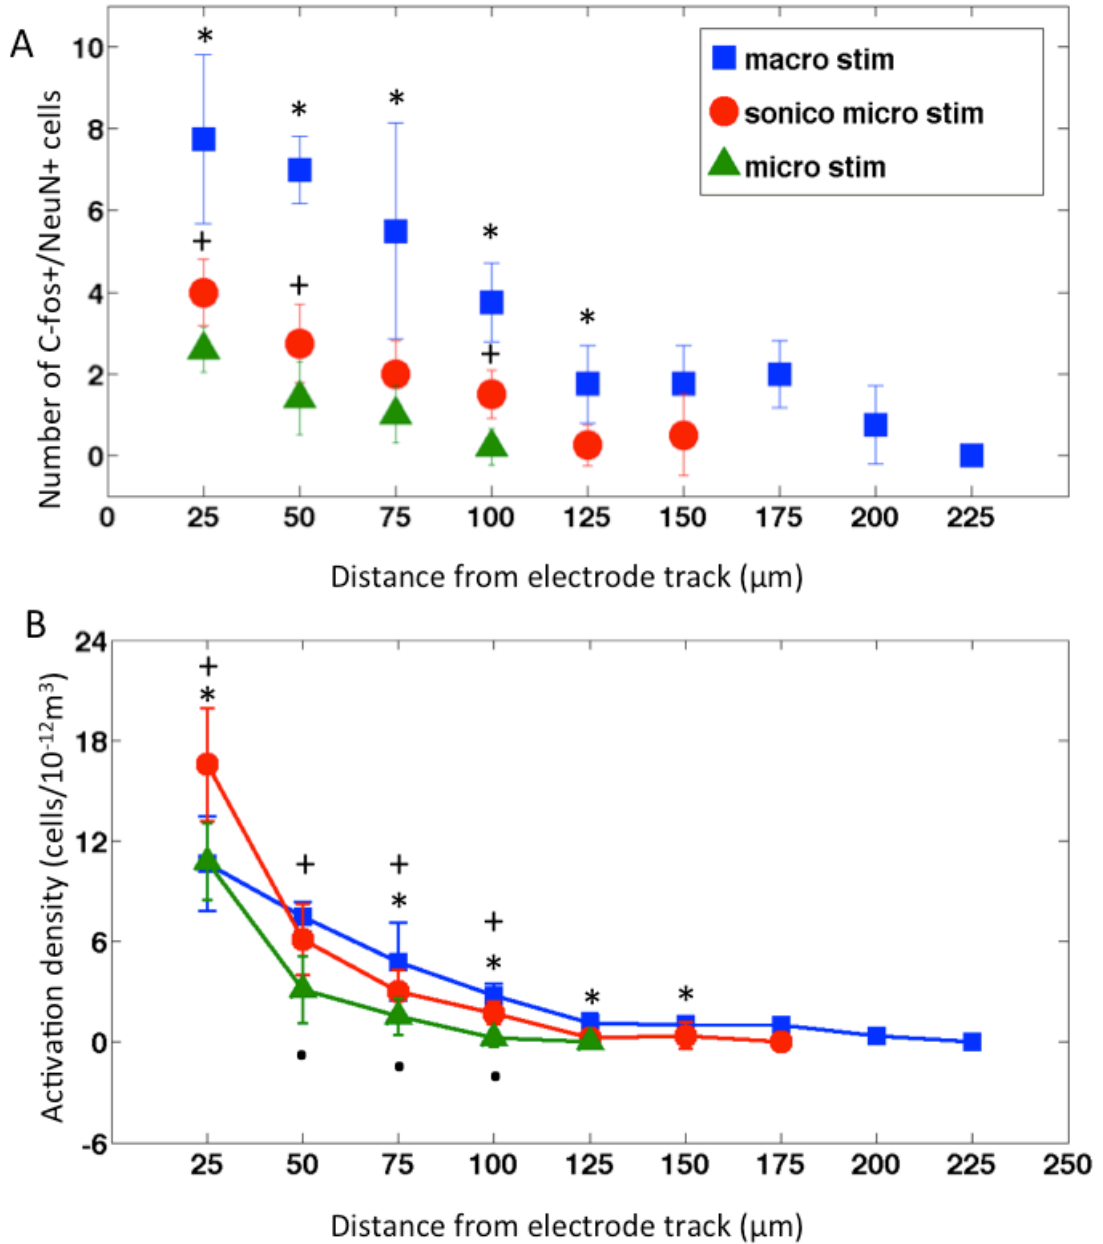 A
Number of C-fos+/NeuN+ cells
10
8
6
4
2
0
macro stim
sonico micro stim
micro stim
*
*
*
*
*
+
+
+
0 25 50 75 100 125 150 175 200 225
Distance from electrode track (μm)
B
Activation density (cells/10⁻¹²m³)
24
18
12
6
0
-6
+
*
+
+
*
+
*
*
*
25 50 75 100 125 150 175 200 225 250
Distance from electrode track (μm)